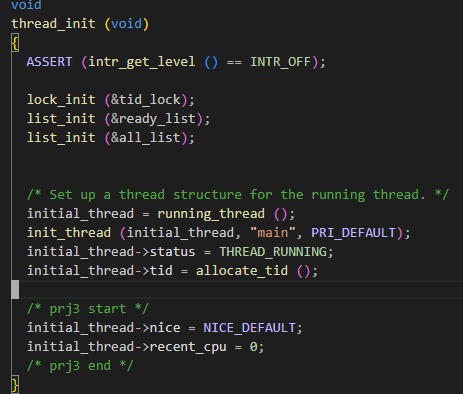 void
thread_init (void)
{
ASSERT (intr_get_level () == INTR_OFF);
lock_init (&tid_lock);
list_init (&ready_list);
list_init (&all_list);
/* Set up a thread structure for the running thread. */
initial_thread = running_thread ();
init_thread (initial_thread, "main", PRI_DEFAULT);
initial_thread->status = THREAD_RUNNING;
initial_thread->tid = allocate_tid ();
/* prj3 start */
initial_thread->nice = NICE_DEFAULT;
initial_thread->recent_cpu = 0;
/* prj3 end */
}